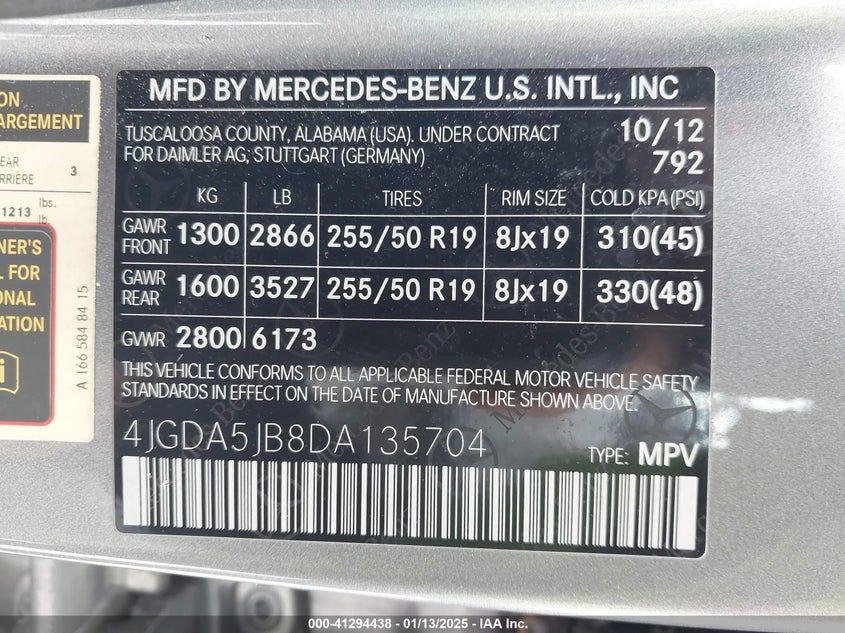 ON
ARGEMENT
EAR
RRIÈRE 3
1213 lbs.
lb.
NER'S
L FOR
ONAL
ATION
i
A 166 584 84 15
MFD BY MERCEDES-BENZ U.S. INTL., INC
TUSCALOOSA COUNTY, ALABAMA (USA). UNDER CONTRACT 10/12
FOR DAIMLER AG, STUTTGART (GERMANY) 792
KG LB TIRES RIM SIZE COLD KPA(PSI)
GAWR FRONT 1300 2866 255/50 R19 8Jx19 310(45)
GAWR REAR 1600 3527 255/50 R19 8Jx19 330(48)
GVWR 2800 6173
THIS VEHICLE CONFORMS TO ALL APPLICABLE FEDERAL MOTOR VEHICLE SAFETY
STANDARDS IN EFFECT ON THE DATE OF MANUFACTURE SHOWN ABOVE.
4JGDA5JB8DA135704
TYPE: MPV
Mercedes-Benz
000-41294438 - 01/13/2025 - IAA Inc.